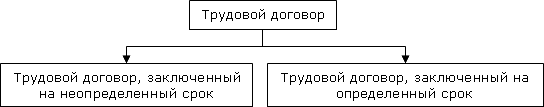 Трудовой договор
Трудовой договор, заключенный
на неопределенный срок
Трудовой договор, заключенный на
определенный срок